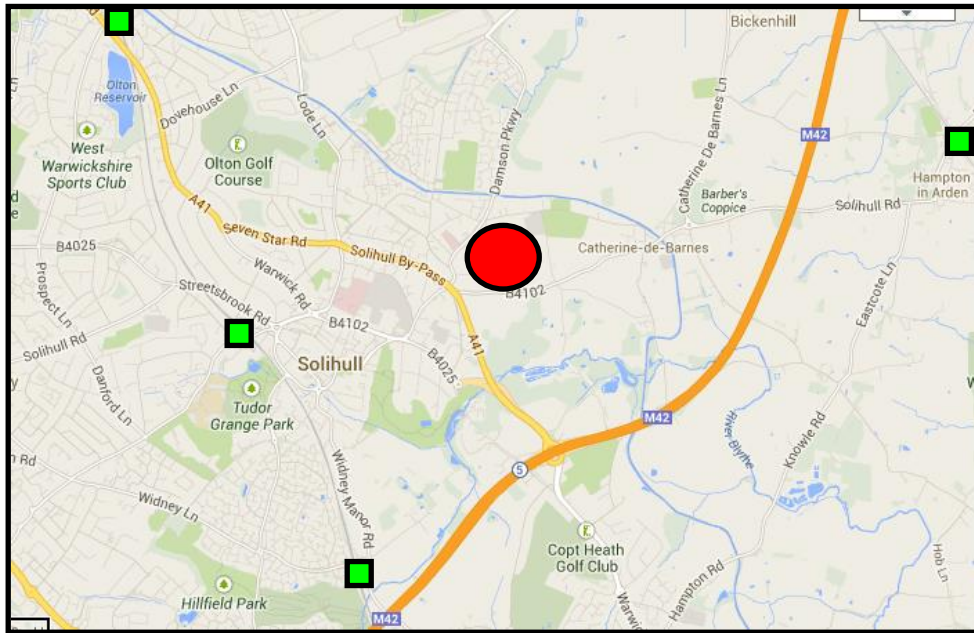 Bickenhill
Olton
Reservoir
Dovehouse Ln
Lode Ln
Damson Pkwy
Catherine De Barnes Ln
M42
West
Warwickshire
Sports Club
Olton Golf
Course
Hampton
in Arden
Barber's
Coppice
Solihull Rd
A41
Seven Star Rd
Solihull By-Pass
Catherine-de-Barnes
B4025
Warwick Rd
B4102
Eastcote Ln
Prospect Ln
Streetsbrook Rd
B4102
A41
Solihull Rd
Solihull
B4025
Danford Ln
Tudor
Grange Park
M42
River Blythe
Knowle Rd
Rd
5
Widney Ln
Widney Manor Rd
Copt Heath
Golf Club
Hob Ln
Hampton Rd
Hillfield Park
M42